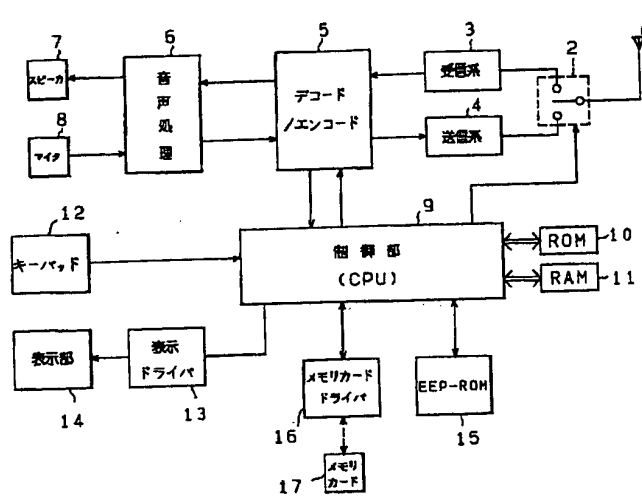 7
スピーカ
8
マイク
6
音声処理
5
デコード
/エンコード
3
受信系
4
送信系
2
9
制御部
(CPU)
12
キーパッド
ROM
10
RAM
11
表示部
14
表示
ドライバ
13
メモリカード
ドライバ
16
EEP-ROM
15
メモリ
カード
17